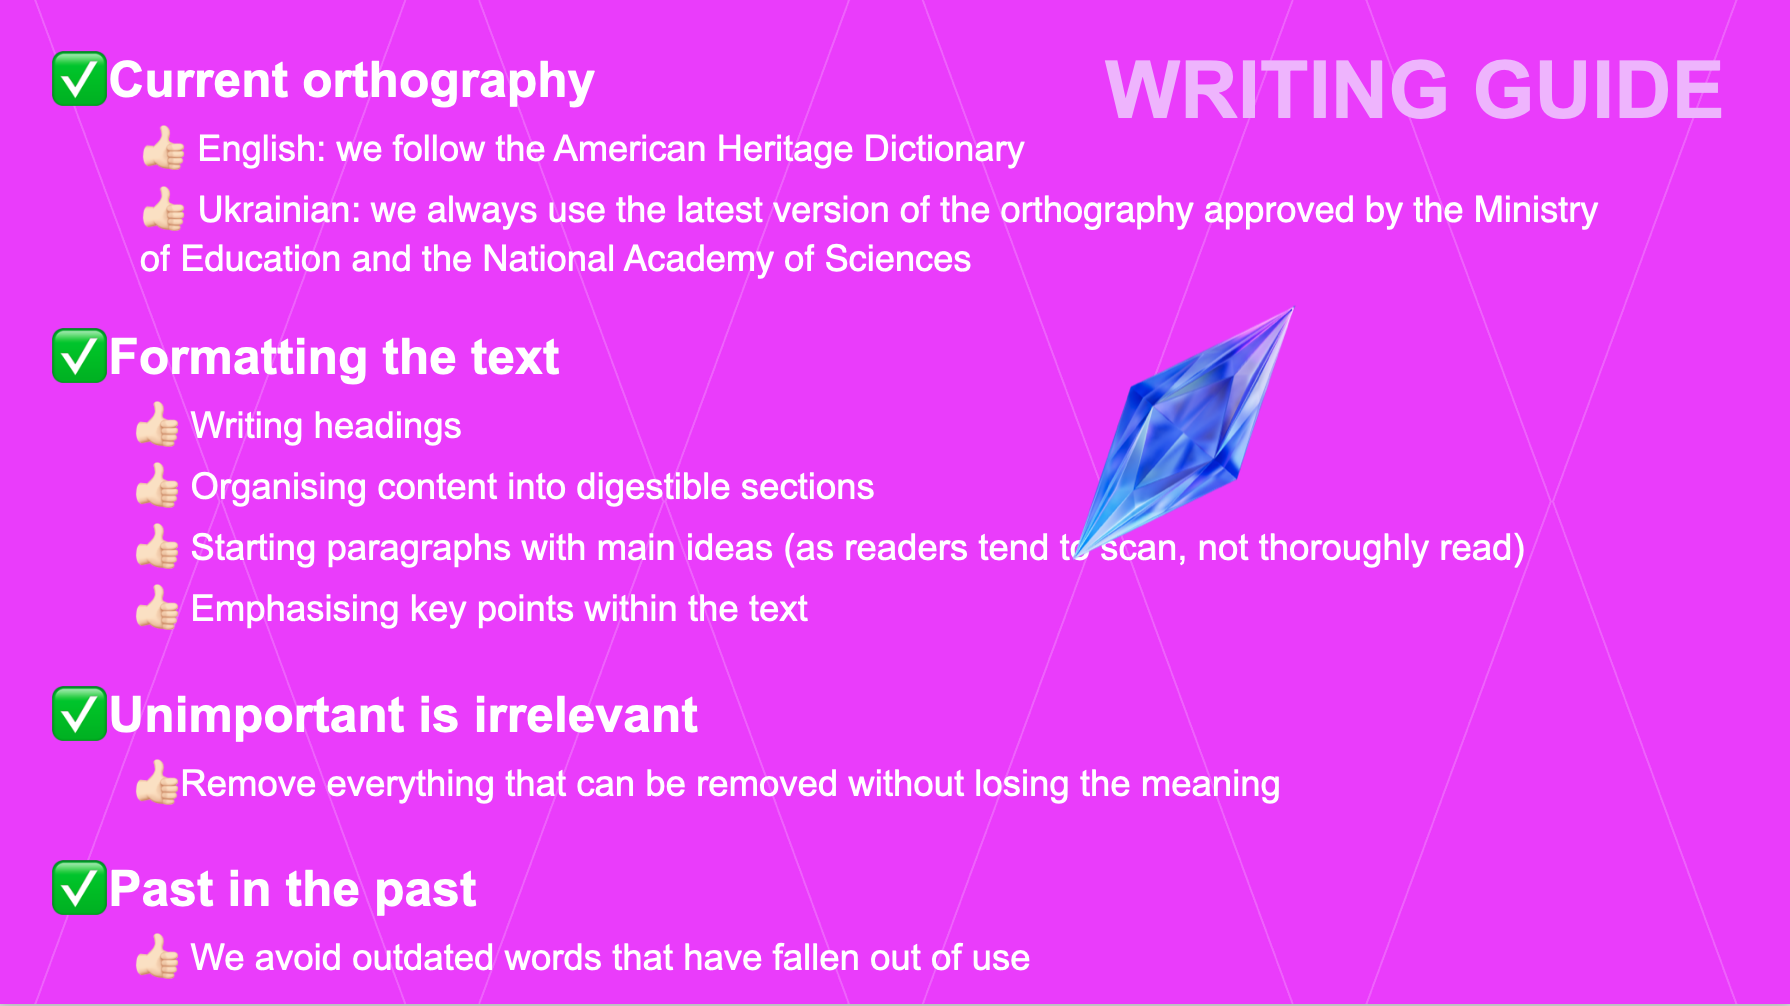 WRITING GUIDE
✅Current orthography
👍🏻 English: we follow the American Heritage Dictionary
👍🏻 Ukrainian: we always use the latest version of the orthography approved by the Ministry
of Education and the National Academy of Sciences
✅Formatting the text
👍🏻 Writing headings
👍🏻 Organising content into digestible sections
👍🏻 Starting paragraphs with main ideas (as readers tend to scan, not thoroughly read)
👍🏻 Emphasising key points within the text
✅Unimportant is irrelevant
👍🏻Remove everything that can be removed without losing the meaning
✅Past in the past
👍🏻 We avoid outdated words that have fallen out of use